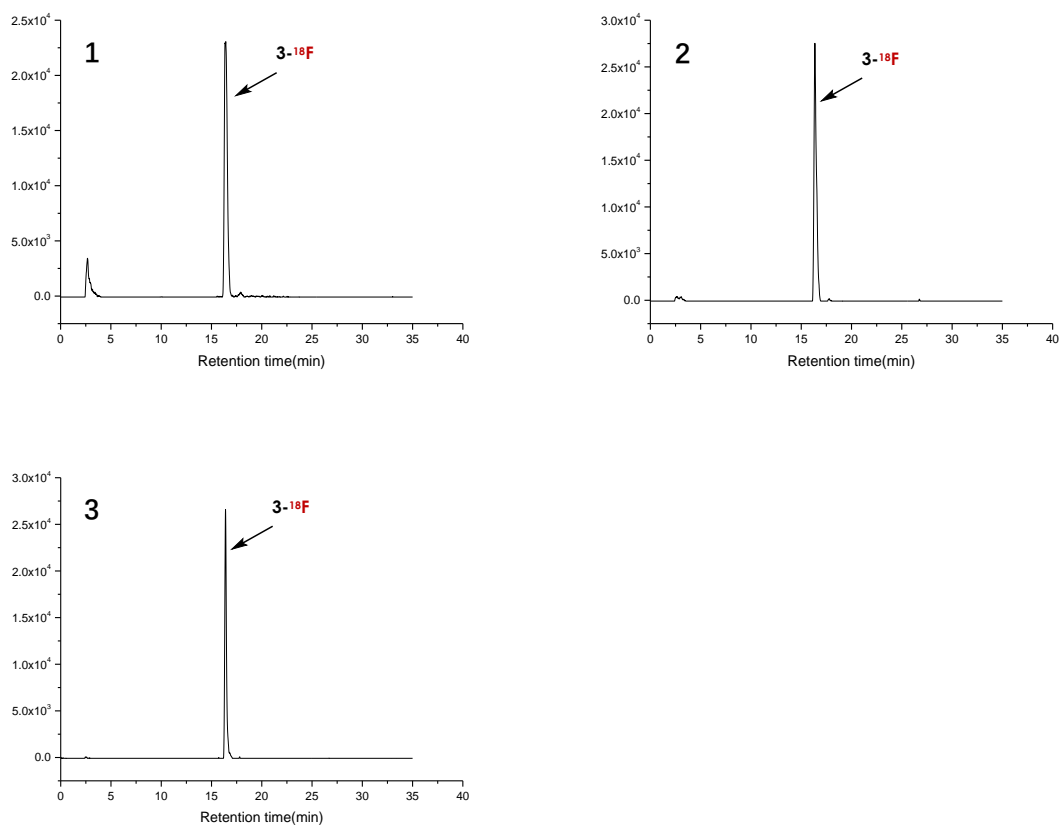 2.5x10⁴
2.0x10⁴
1.5x10⁴
1.0x10⁴
5.0x10³
0.0
1
3-¹⁸F
0 5 10 15 20 25 30 35 40
Retention time(min)
3.0x10⁴
2.5x10⁴
2.0x10⁴
1.5x10⁴
1.0x10⁴
5.0x10³
0.0
2
3-¹⁸F
0 5 10 15 20 25 30 35 40
Retention time(min)
3.0x10⁴
2.5x10⁴
2.0x10⁴
1.5x10⁴
1.0x10⁴
5.0x10³
0.0
3
3-¹⁸F
0 5 10 15 20 25 30 35 40
Retention time(min)